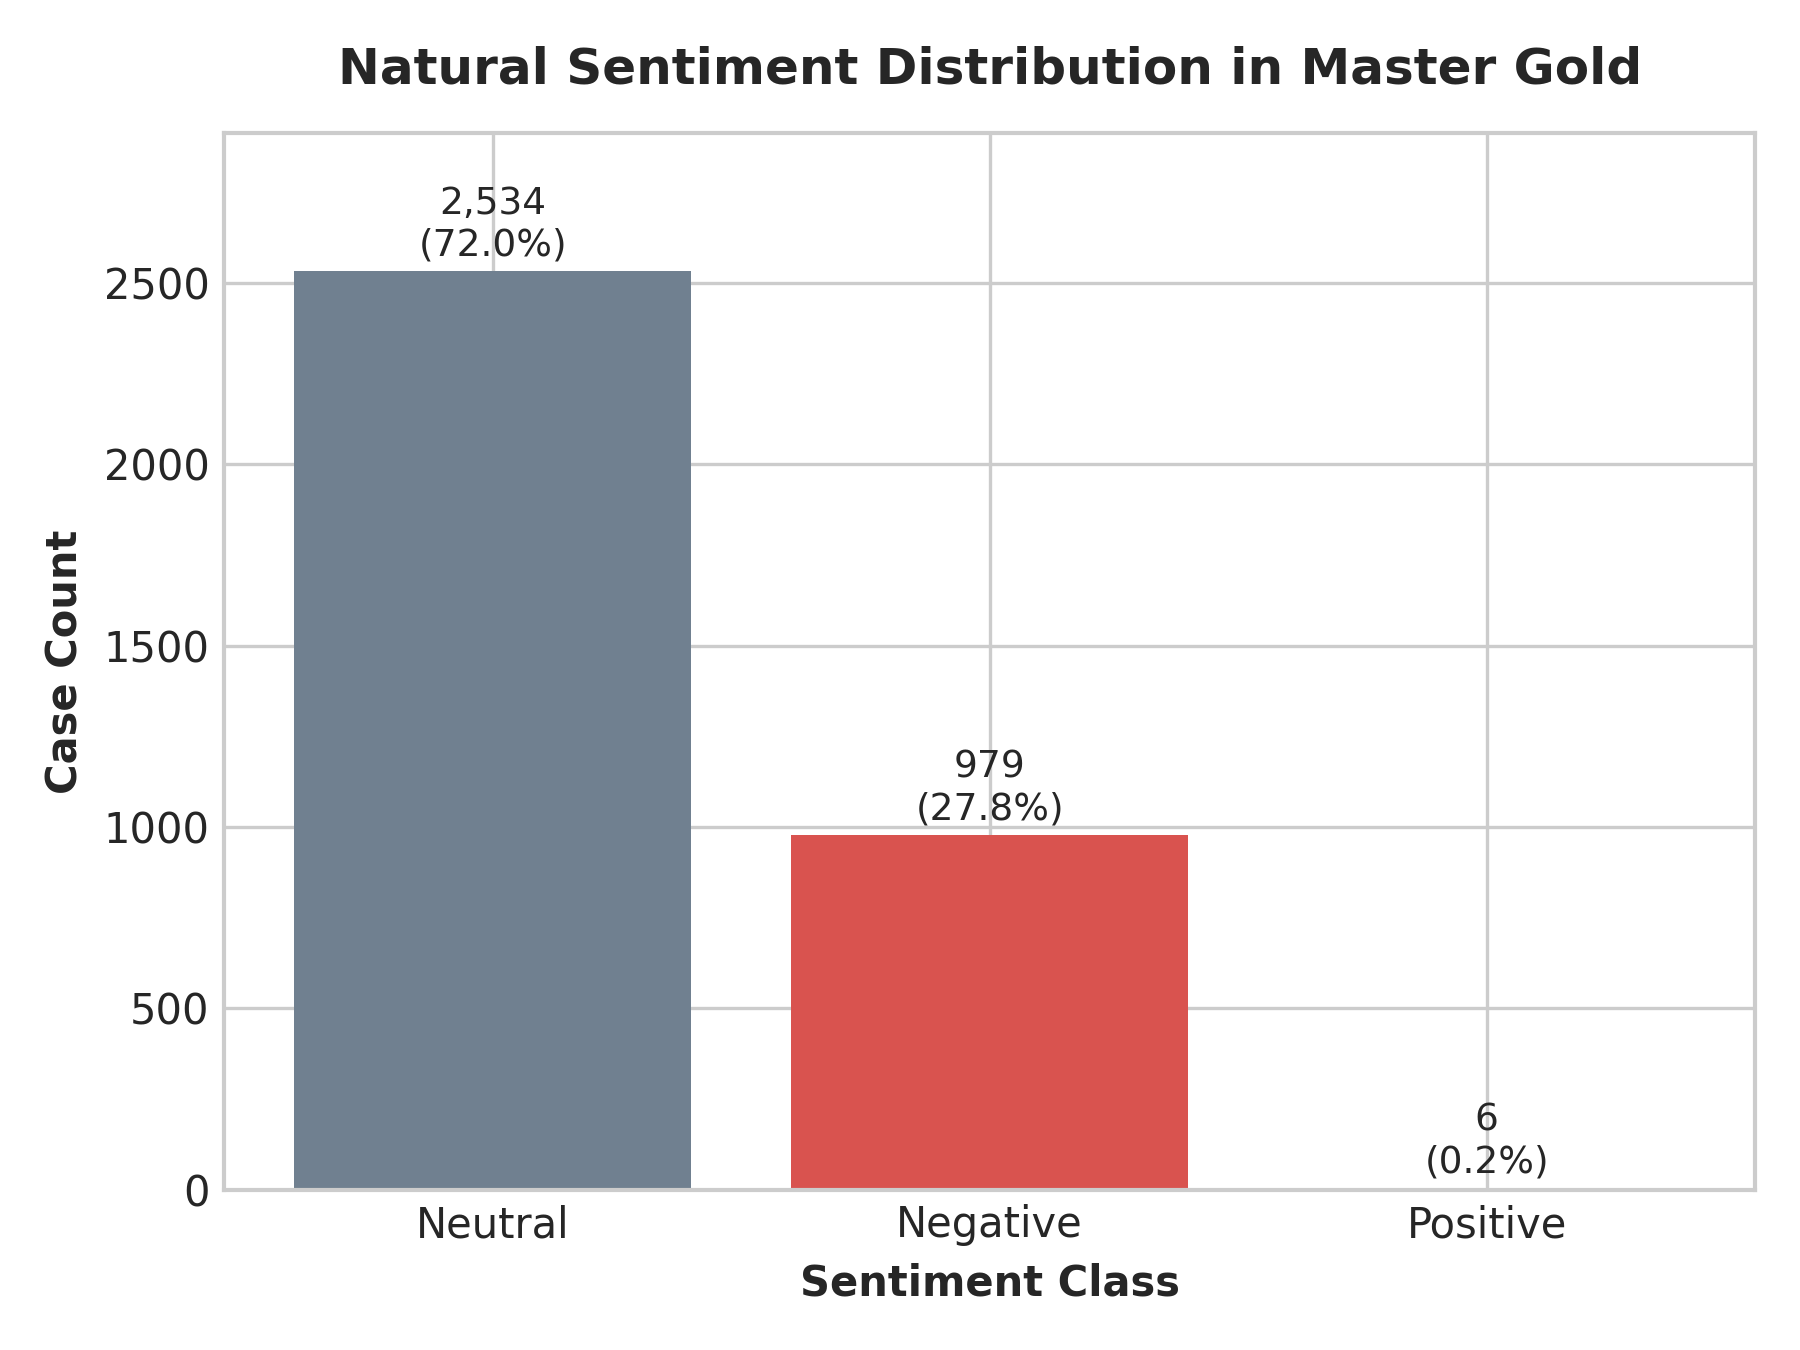 Natural Sentiment Distribution in Master Gold
2,534
(72.0%)
2500
2000
1500
979
(27.8%)
1000
500
6
(0.2%)
0
Case Count
Neutral
Negative
Positive
Sentiment Class